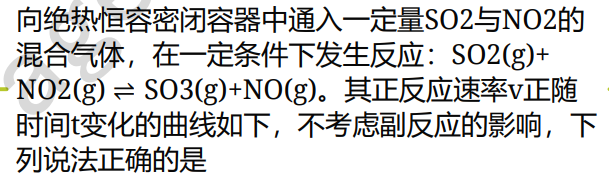 向绝热恒容密闭容器中通入一定量SO2与NO2的
混合气体，在一定条件下发生反应：SO2(g)+
NO2(g) ⇌ SO3(g)+NO(g)。其正反应速率v正随
时间t变化的曲线如下，不考虑副反应的影响，下
列说法正确的是